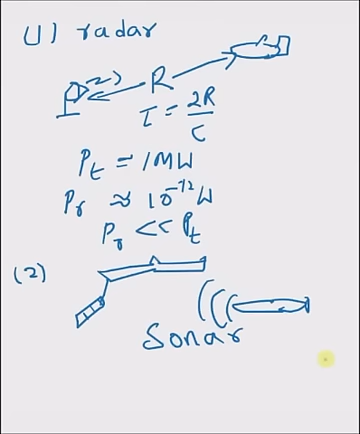 (1) radar
R
τ = 2R/C
Pt = 1MW
Pr ≈ 10^-12 W
Pr << Pt
(2)
Sonar